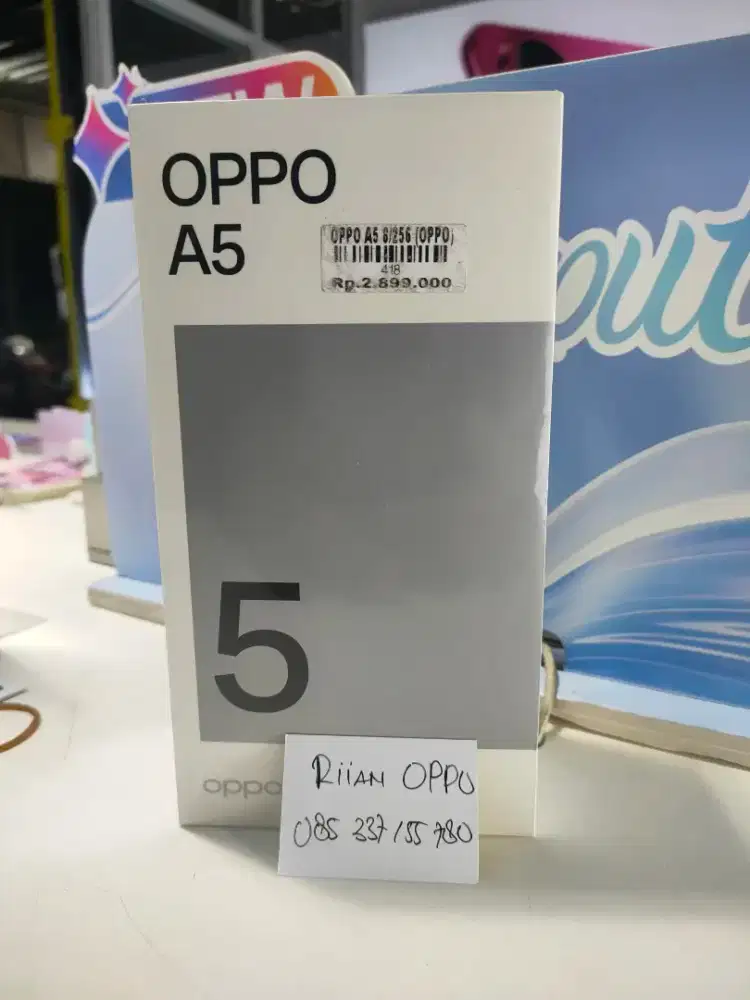 OPPO
A5
OPPO A5 8/256 (OPPO)
418
Rp.2.899.000
5
oppo
RiiAN OPPO
085 337 155 780